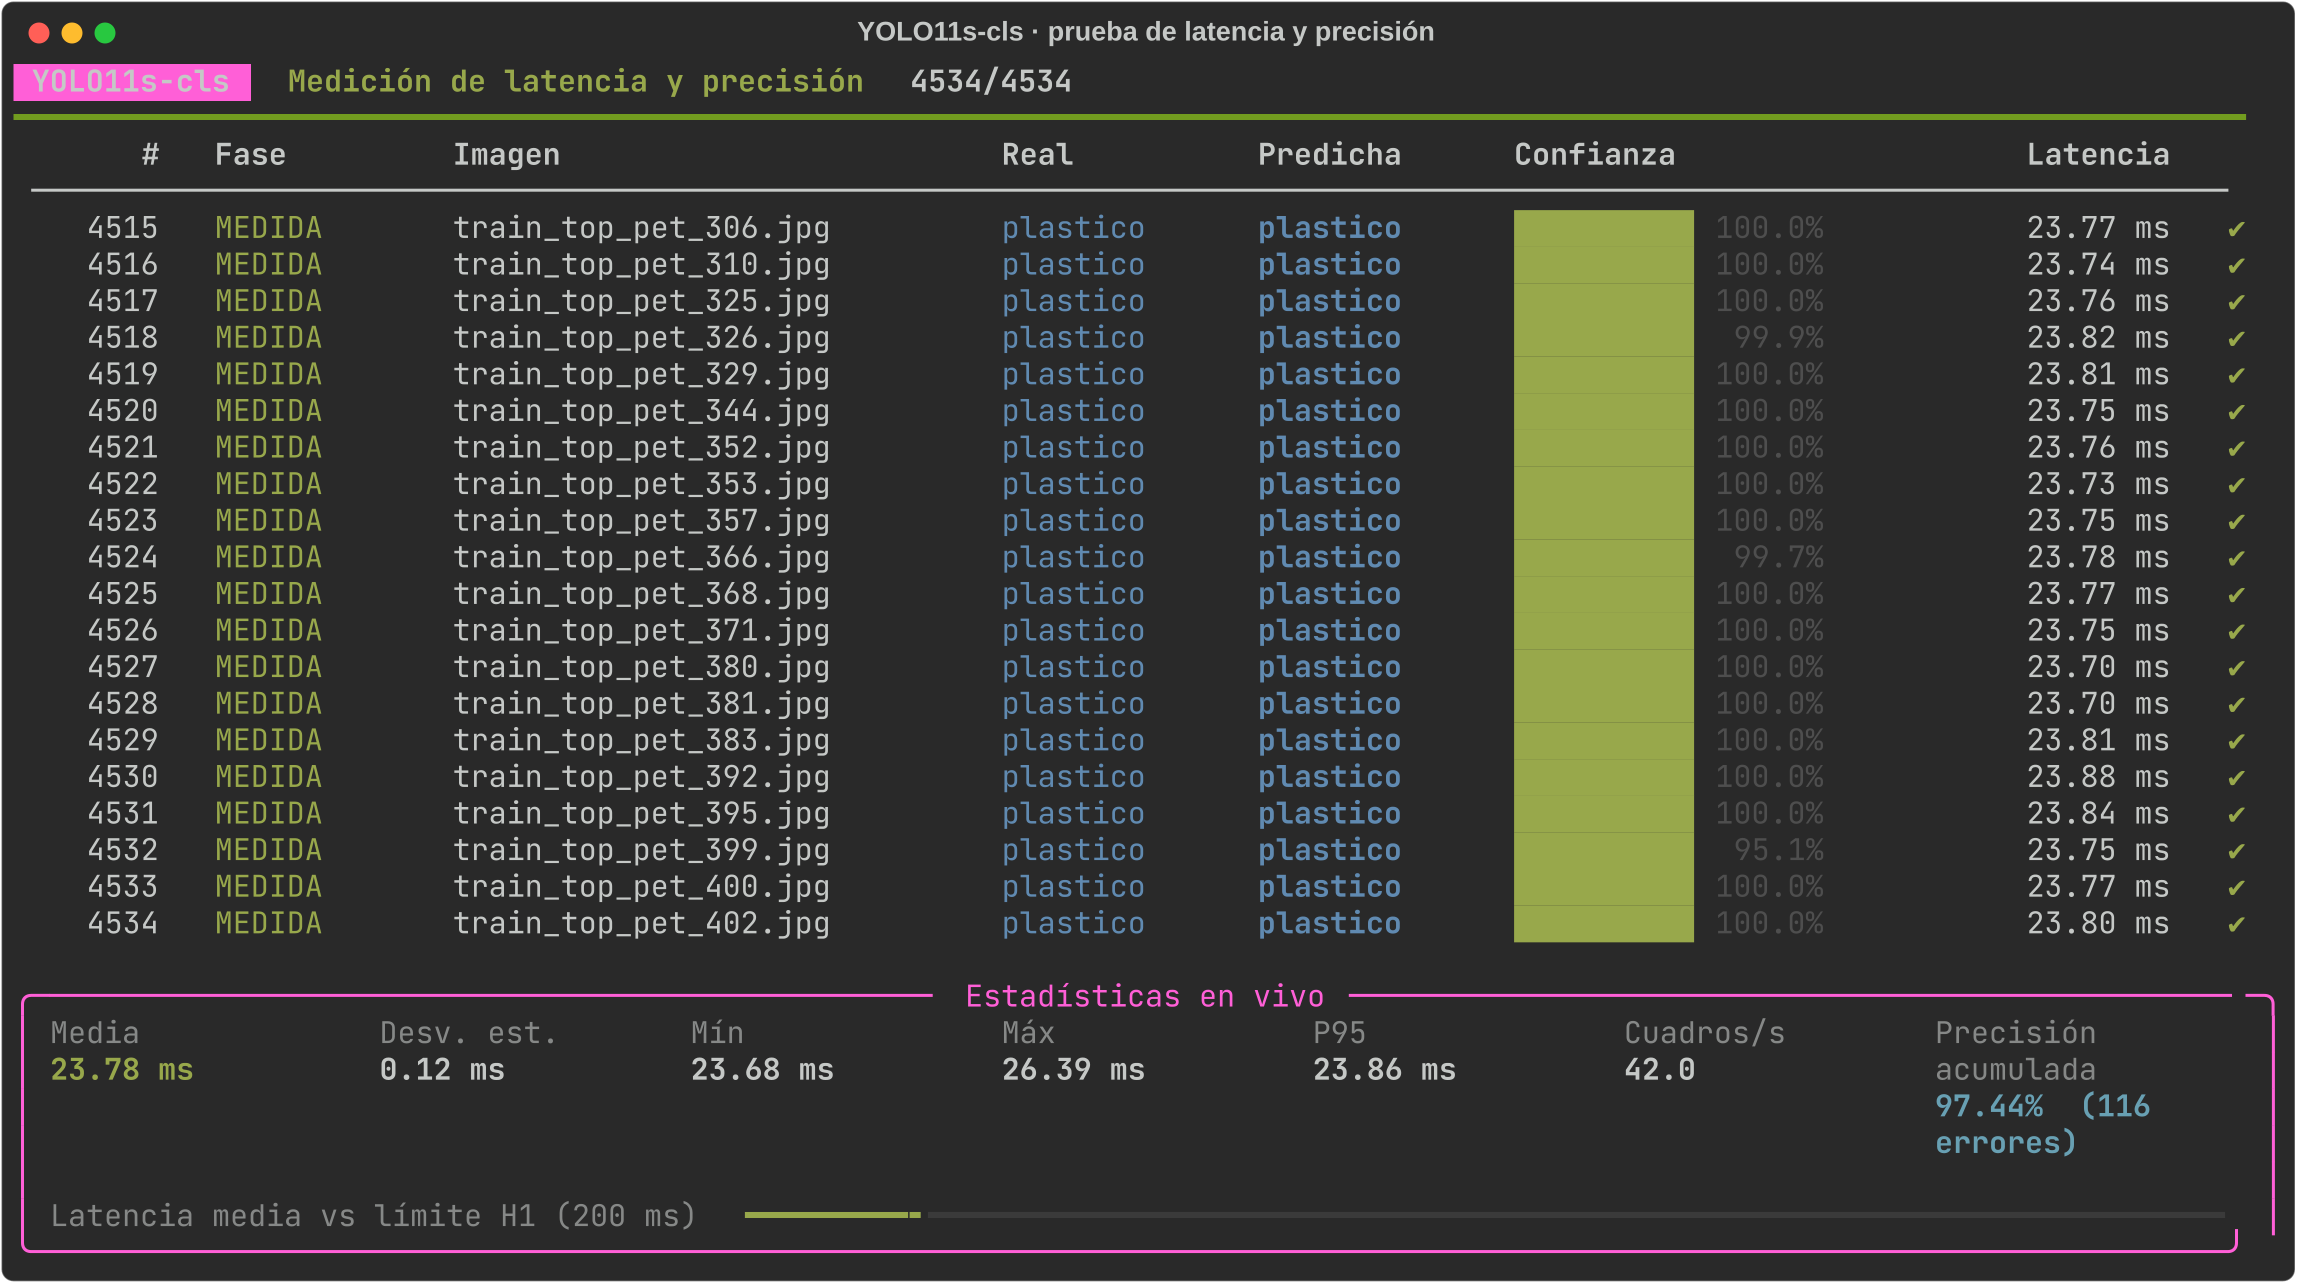 YOLO11s-cls · prueba de latencia y precisión
YOLO11s-cls Medición de latencia y precisión 4534/4534
# Fase Imagen Real Predicha Confianza Latencia
4515 MEDIDA train_top_pet_306.jpg plastico plastico 100.0% 23.77 ms ✔
4516 MEDIDA train_top_pet_310.jpg plastico plastico 100.0% 23.74 ms ✔
4517 MEDIDA train_top_pet_325.jpg plastico plastico 100.0% 23.76 ms ✔
4518 MEDIDA train_top_pet_326.jpg plastico plastico 99.9% 23.82 ms ✔
4519 MEDIDA train_top_pet_329.jpg plastico plastico 100.0% 23.81 ms ✔
4520 MEDIDA train_top_pet_344.jpg plastico plastico 100.0% 23.75 ms ✔
4521 MEDIDA train_top_pet_352.jpg plastico plastico 100.0% 23.76 ms ✔
4522 MEDIDA train_top_pet_353.jpg plastico plastico 100.0% 23.73 ms ✔
4523 MEDIDA train_top_pet_357.jpg plastico plastico 100.0% 23.75 ms ✔
4524 MEDIDA train_top_pet_366.jpg plastico plastico 99.7% 23.78 ms ✔
4525 MEDIDA train_top_pet_368.jpg plastico plastico 100.0% 23.77 ms ✔
4526 MEDIDA train_top_pet_371.jpg plastico plastico 100.0% 23.75 ms ✔
4527 MEDIDA train_top_pet_380.jpg plastico plastico 100.0% 23.70 ms ✔
4528 MEDIDA train_top_pet_381.jpg plastico plastico 100.0% 23.70 ms ✔
4529 MEDIDA train_top_pet_383.jpg plastico plastico 100.0% 23.81 ms ✔
4530 MEDIDA train_top_pet_392.jpg plastico plastico 100.0% 23.88 ms ✔
4531 MEDIDA train_top_pet_395.jpg plastico plastico 100.0% 23.84 ms ✔
4532 MEDIDA train_top_pet_399.jpg plastico plastico 95.1% 23.75 ms ✔
4533 MEDIDA train_top_pet_400.jpg plastico plastico 100.0% 23.77 ms ✔
4534 MEDIDA train_top_pet_402.jpg plastico plastico 100.0% 23.80 ms ✔
Estadísticas en vivo
Media Desv. est. Mín Máx P95 Cuadros/s Precisión
23.78 ms 0.12 ms 23.68 ms 26.39 ms 23.86 ms 42.0 acumulada
97.44% (116
errores)
Latencia media vs límite H1 (200 ms)